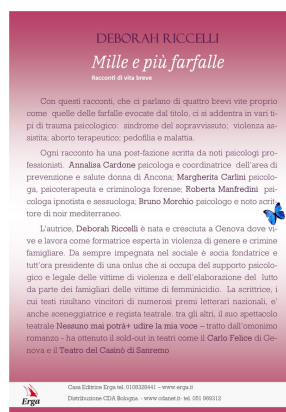 DEBORAH RICCELLI
Mille e più farfalle
Racconti di vita breve
Con questi racconti, che ci parlano di quattro brevi vite proprio
come quelle delle farfalle evocate dal titolo, ci si addentra in vari ti-
pi di trauma psicologico: sindrome del sopravvissuto; violenza as-
sistita; aborto terapeutico; pedofilia e malattia.
Ogni racconto ha una post-fazione scritta da noti psicologi pro-
fessionisti. Annalisa Cardone psicologa e coordinatrice dell'area di
prevenzione e salute donna di Ancona; Margherita Carlini psicolo-
ga, psicoterapeuta e criminologa forense; Roberta Manfredini psi-
cologa ipnotista e sessuologa; Bruno Morchio psicologo e noto scrit-
tore di noir mediterraneo.
L'autrice, Deborah Riccelli è nata e cresciuta a Genova dove vi-
ve e lavora come formatrice esperta in violenza di genere e crimine
famigliare. Da sempre impegnata nel sociale è socia fondatrice e
tutt'ora presidente di una onlus che si occupa del supporto psicolo-
gico e legale delle vittime di violenza e dell'elaborazione del lutto
da parte dei famigliari delle vittime di femminicidio. La scrittrice, i
cui testi risultano vincitori di numerosi premi letterari nazionali, e'
anche sceneggiatrice e regista teatrale. tra gli altri, il suo spettacolo
teatrale Nessuno mai potrà+ udire la mia voce – tratto dall'omonimo
romanzo - ha ottenuto il sold-out in teatri come il Carlo Felice di Ge-
nova e il Teatro del Casinò di Sanremo
Erga
Casa Editrice Erga tel. 0108328441 – www.erga.it
Distribuzione CDA Bologna - www.cdanet.it- tel. 051 969312